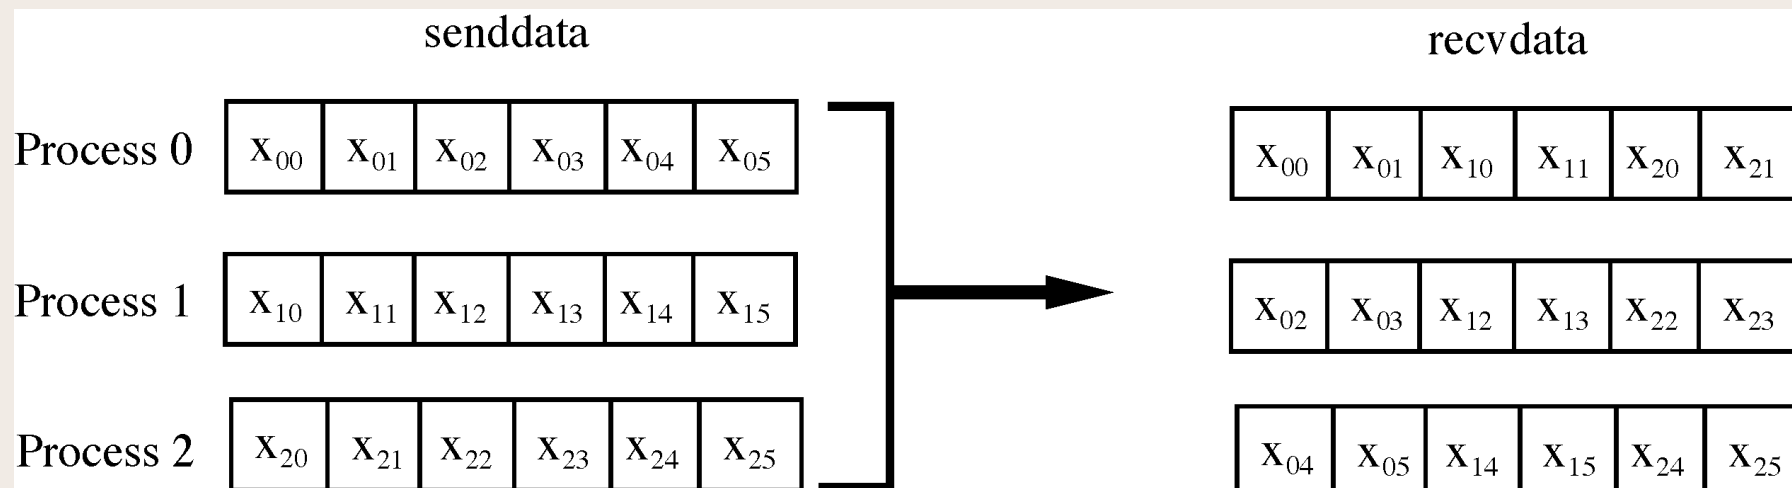 senddata recvdata
Process 0 x₀₀ x₀₁ x₀₂ x₀₃ x₀₄ x₀₅ x₀₀ x₀₁ x₁₀ x₁₁ x₂₀ x₂₁
Process 1 x₁₀ x₁₁ x₁₂ x₁₃ x₁₄ x₁₅ x₀₂ x₀₃ x₁₂ x₁₃ x₂₂ x₂₃
Process 2 x₂₀ x₂₁ x₂₂ x₂₃ x₂₄ x₂₅ x₀₄ x₀₅ x₁₄ x₁₅ x₂₄ x₂₅